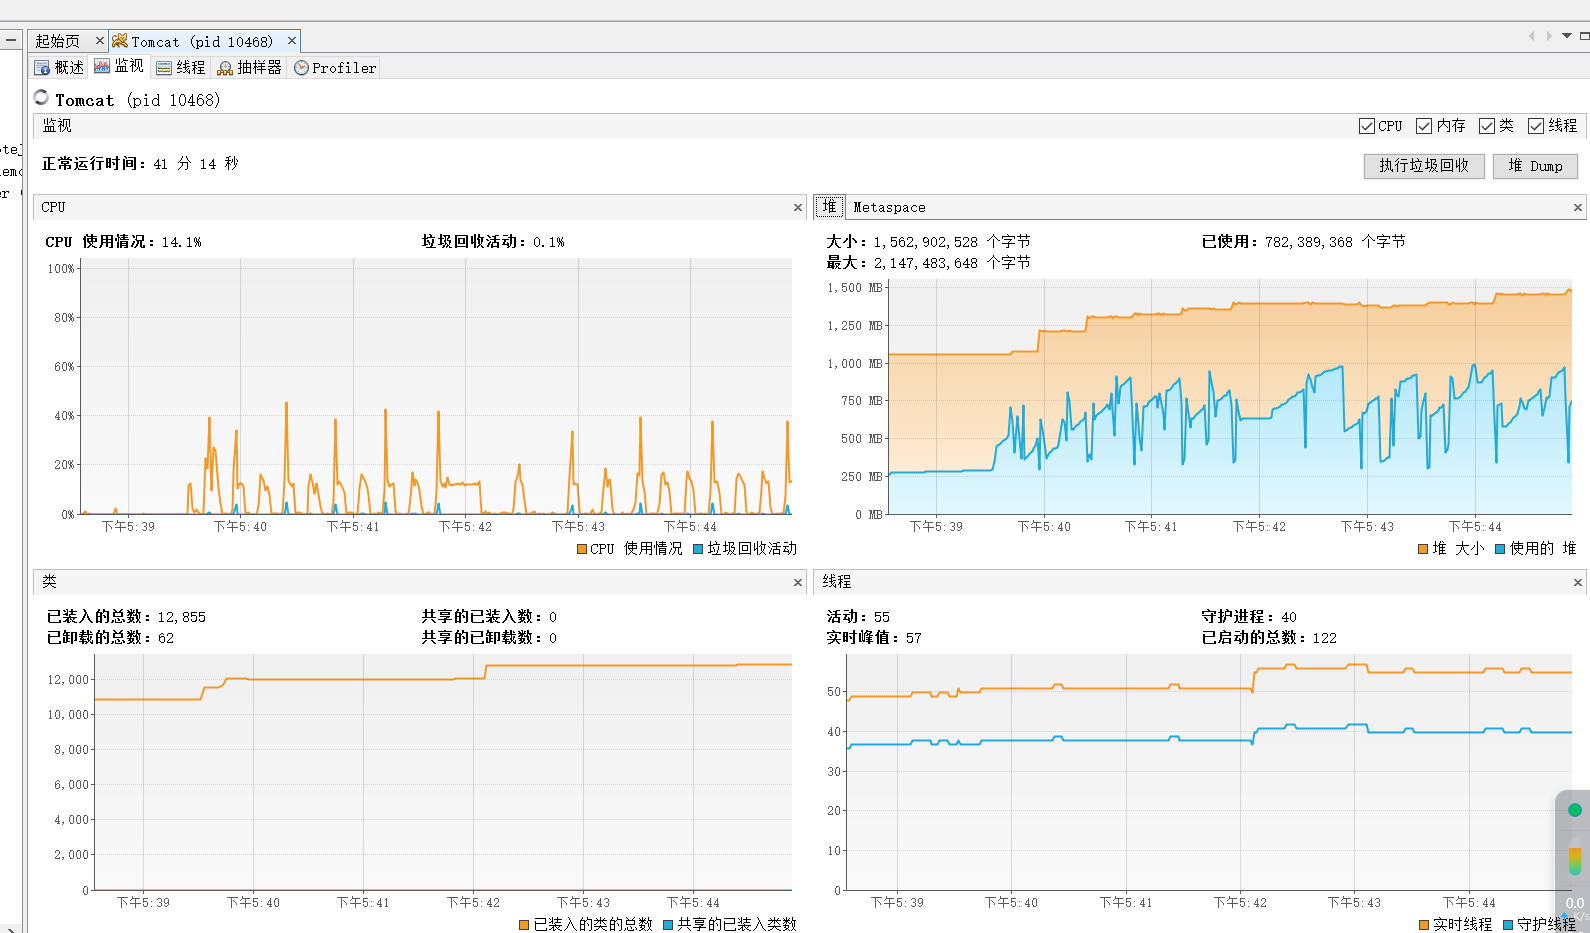 起始页 Tomcat (pid 10468)
概述 监视 线程 抽样器 Profiler
Tomcat (pid 10468)
监视 CPU 内存 类 线程
正常运行时间: 41 分 14 秒 执行垃圾回收 堆 Dump
CPU
CPU 使用情况: 14.1% 垃圾回收活动: 0.1%
100%
80%
60%
40%
20%
0%
下午5:39 下午5:40 下午5:41 下午5:42 下午5:43 下午5:44
CPU 使用情况 垃圾回收活动
堆 Metaspace
大小: 1,562,902,528 个字节 已使用: 782,389,368 个字节
最大: 2,147,483,648 个字节
1,500 MB
1,250 MB
1,000 MB
750 MB
500 MB
250 MB
0 MB
下午5:39 下午5:40 下午5:41 下午5:42 下午5:43 下午5:44
堆 大小 使用的 堆
类
已装入的总数: 12,855 共享的已装入数: 0
已卸载的总数: 62 共享的已卸载数: 0
12,000
10,000
8,000
6,000
4,000
2,000
0
下午5:39 下午5:40 下午5:41 下午5:42 下午5:43 下午5:44
已装入的类的总数 共享的已装入类数
线程
活动: 55 守护进程: 40
实时峰值: 57 已启动的总数: 122
50
40
30
20
10
0
下午5:39 下午5:40 下午5:41 下午5:42 下午5:43 下午5:44
实时线程 守护线程
0.0
K/s